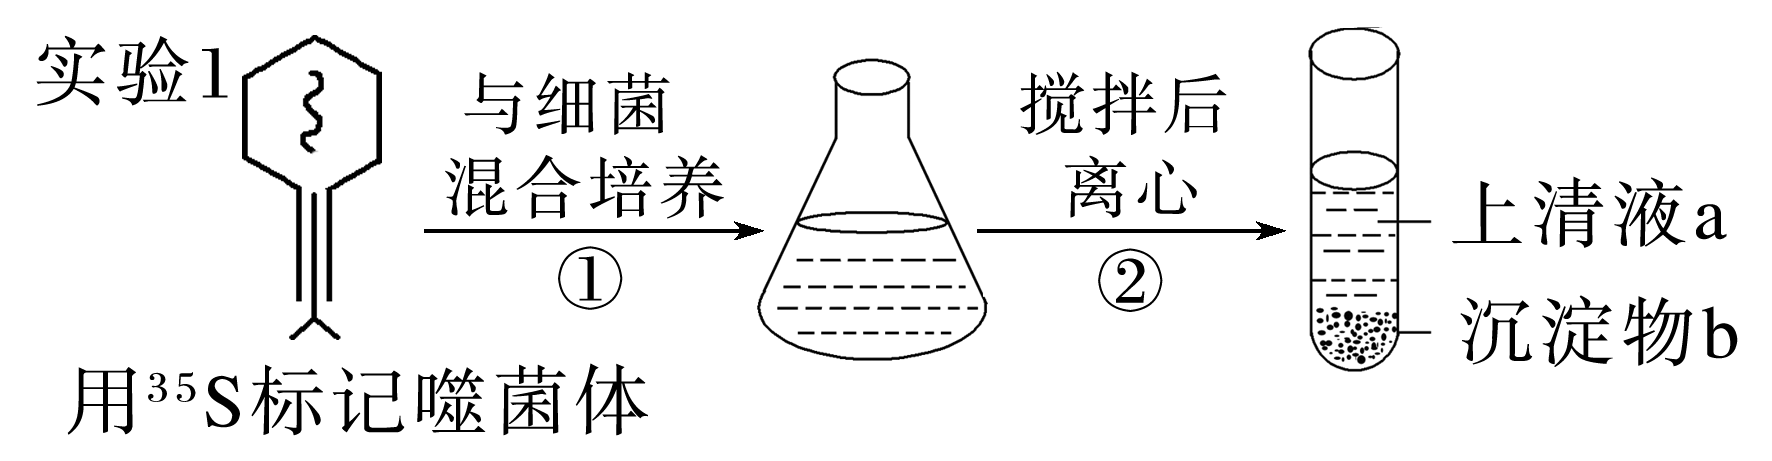 实验1
与细菌
混合培养
①
搅拌后
离心
②
上清液a
沉淀物b
用³⁵S标记噬菌体